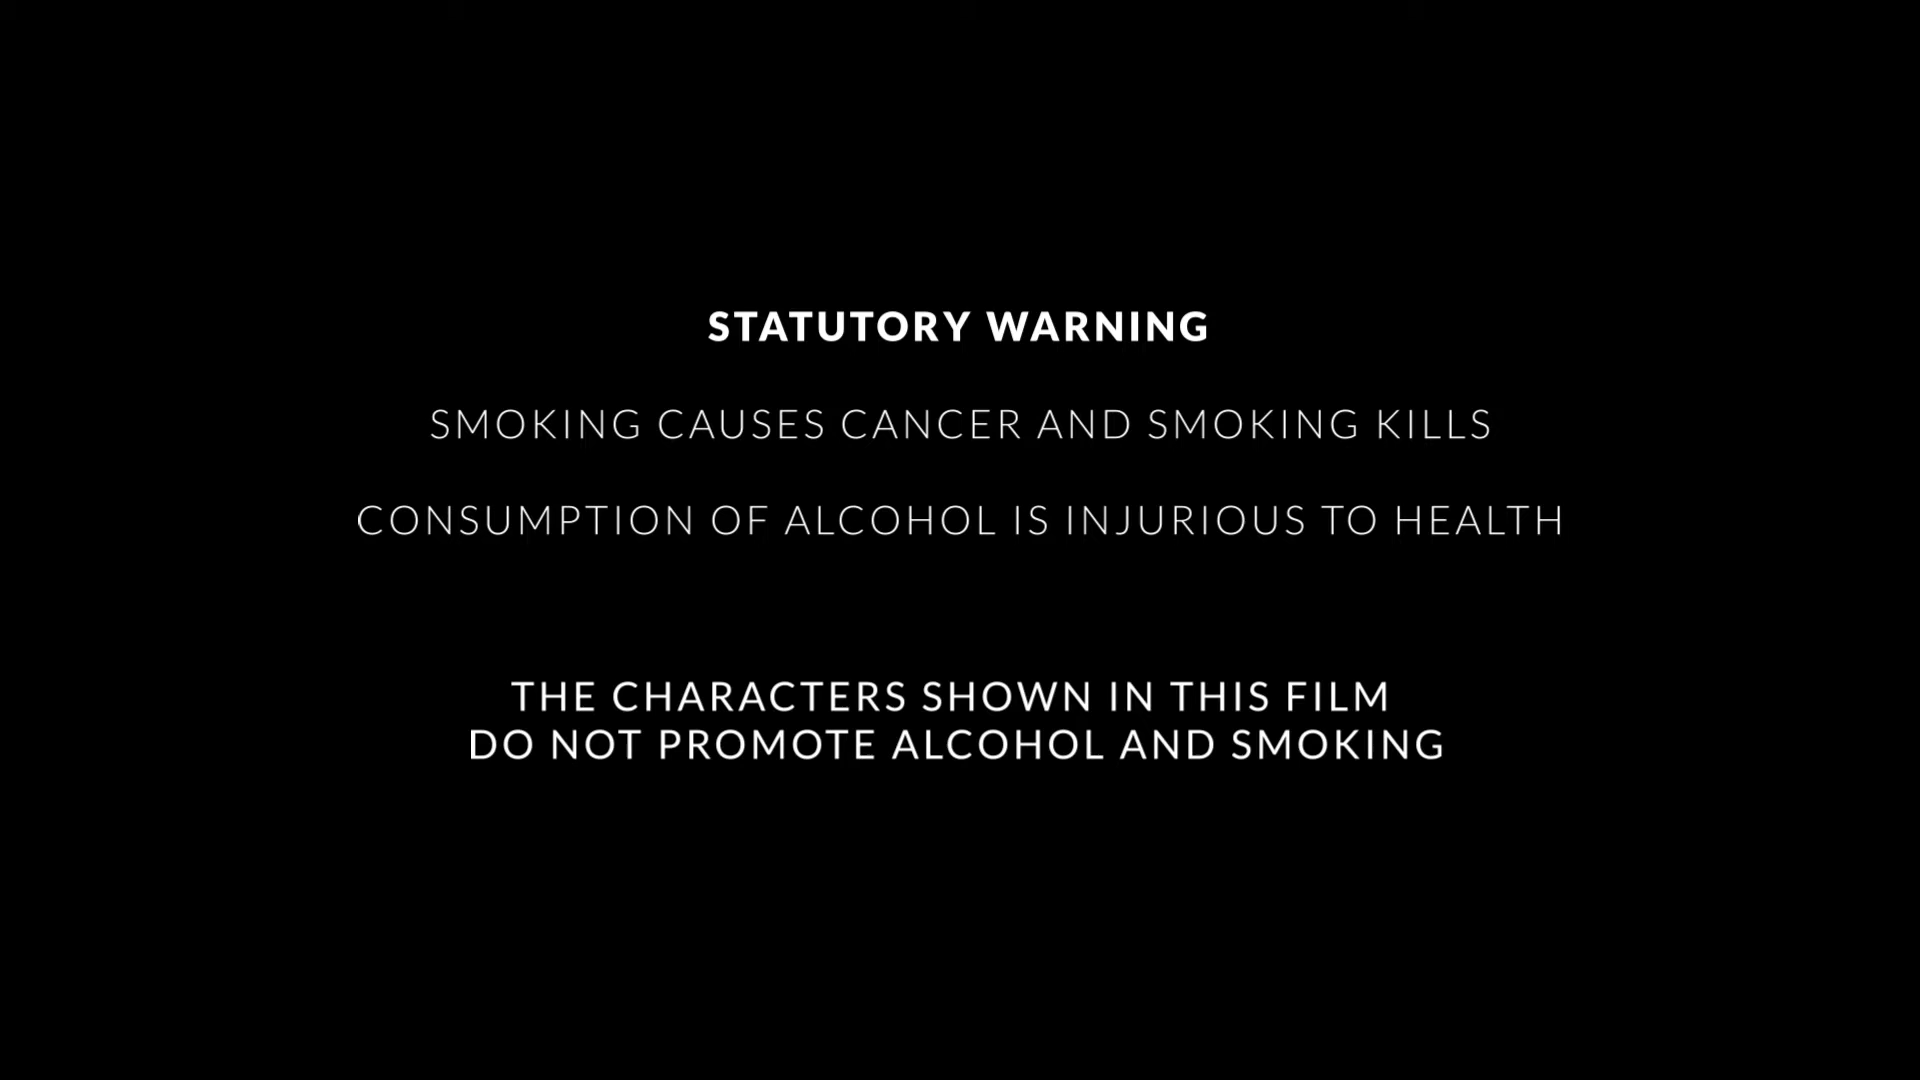 STATUTORY WARNING
SMOKING CAUSES CANCER AND SMOKING KILLS
CONSUMPTION OF ALCOHOL IS INJURIOUS TO HEALTH
THE CHARACTERS SHOWN IN THIS FILM
DO NOT PROMOTE ALCOHOL AND SMOKING